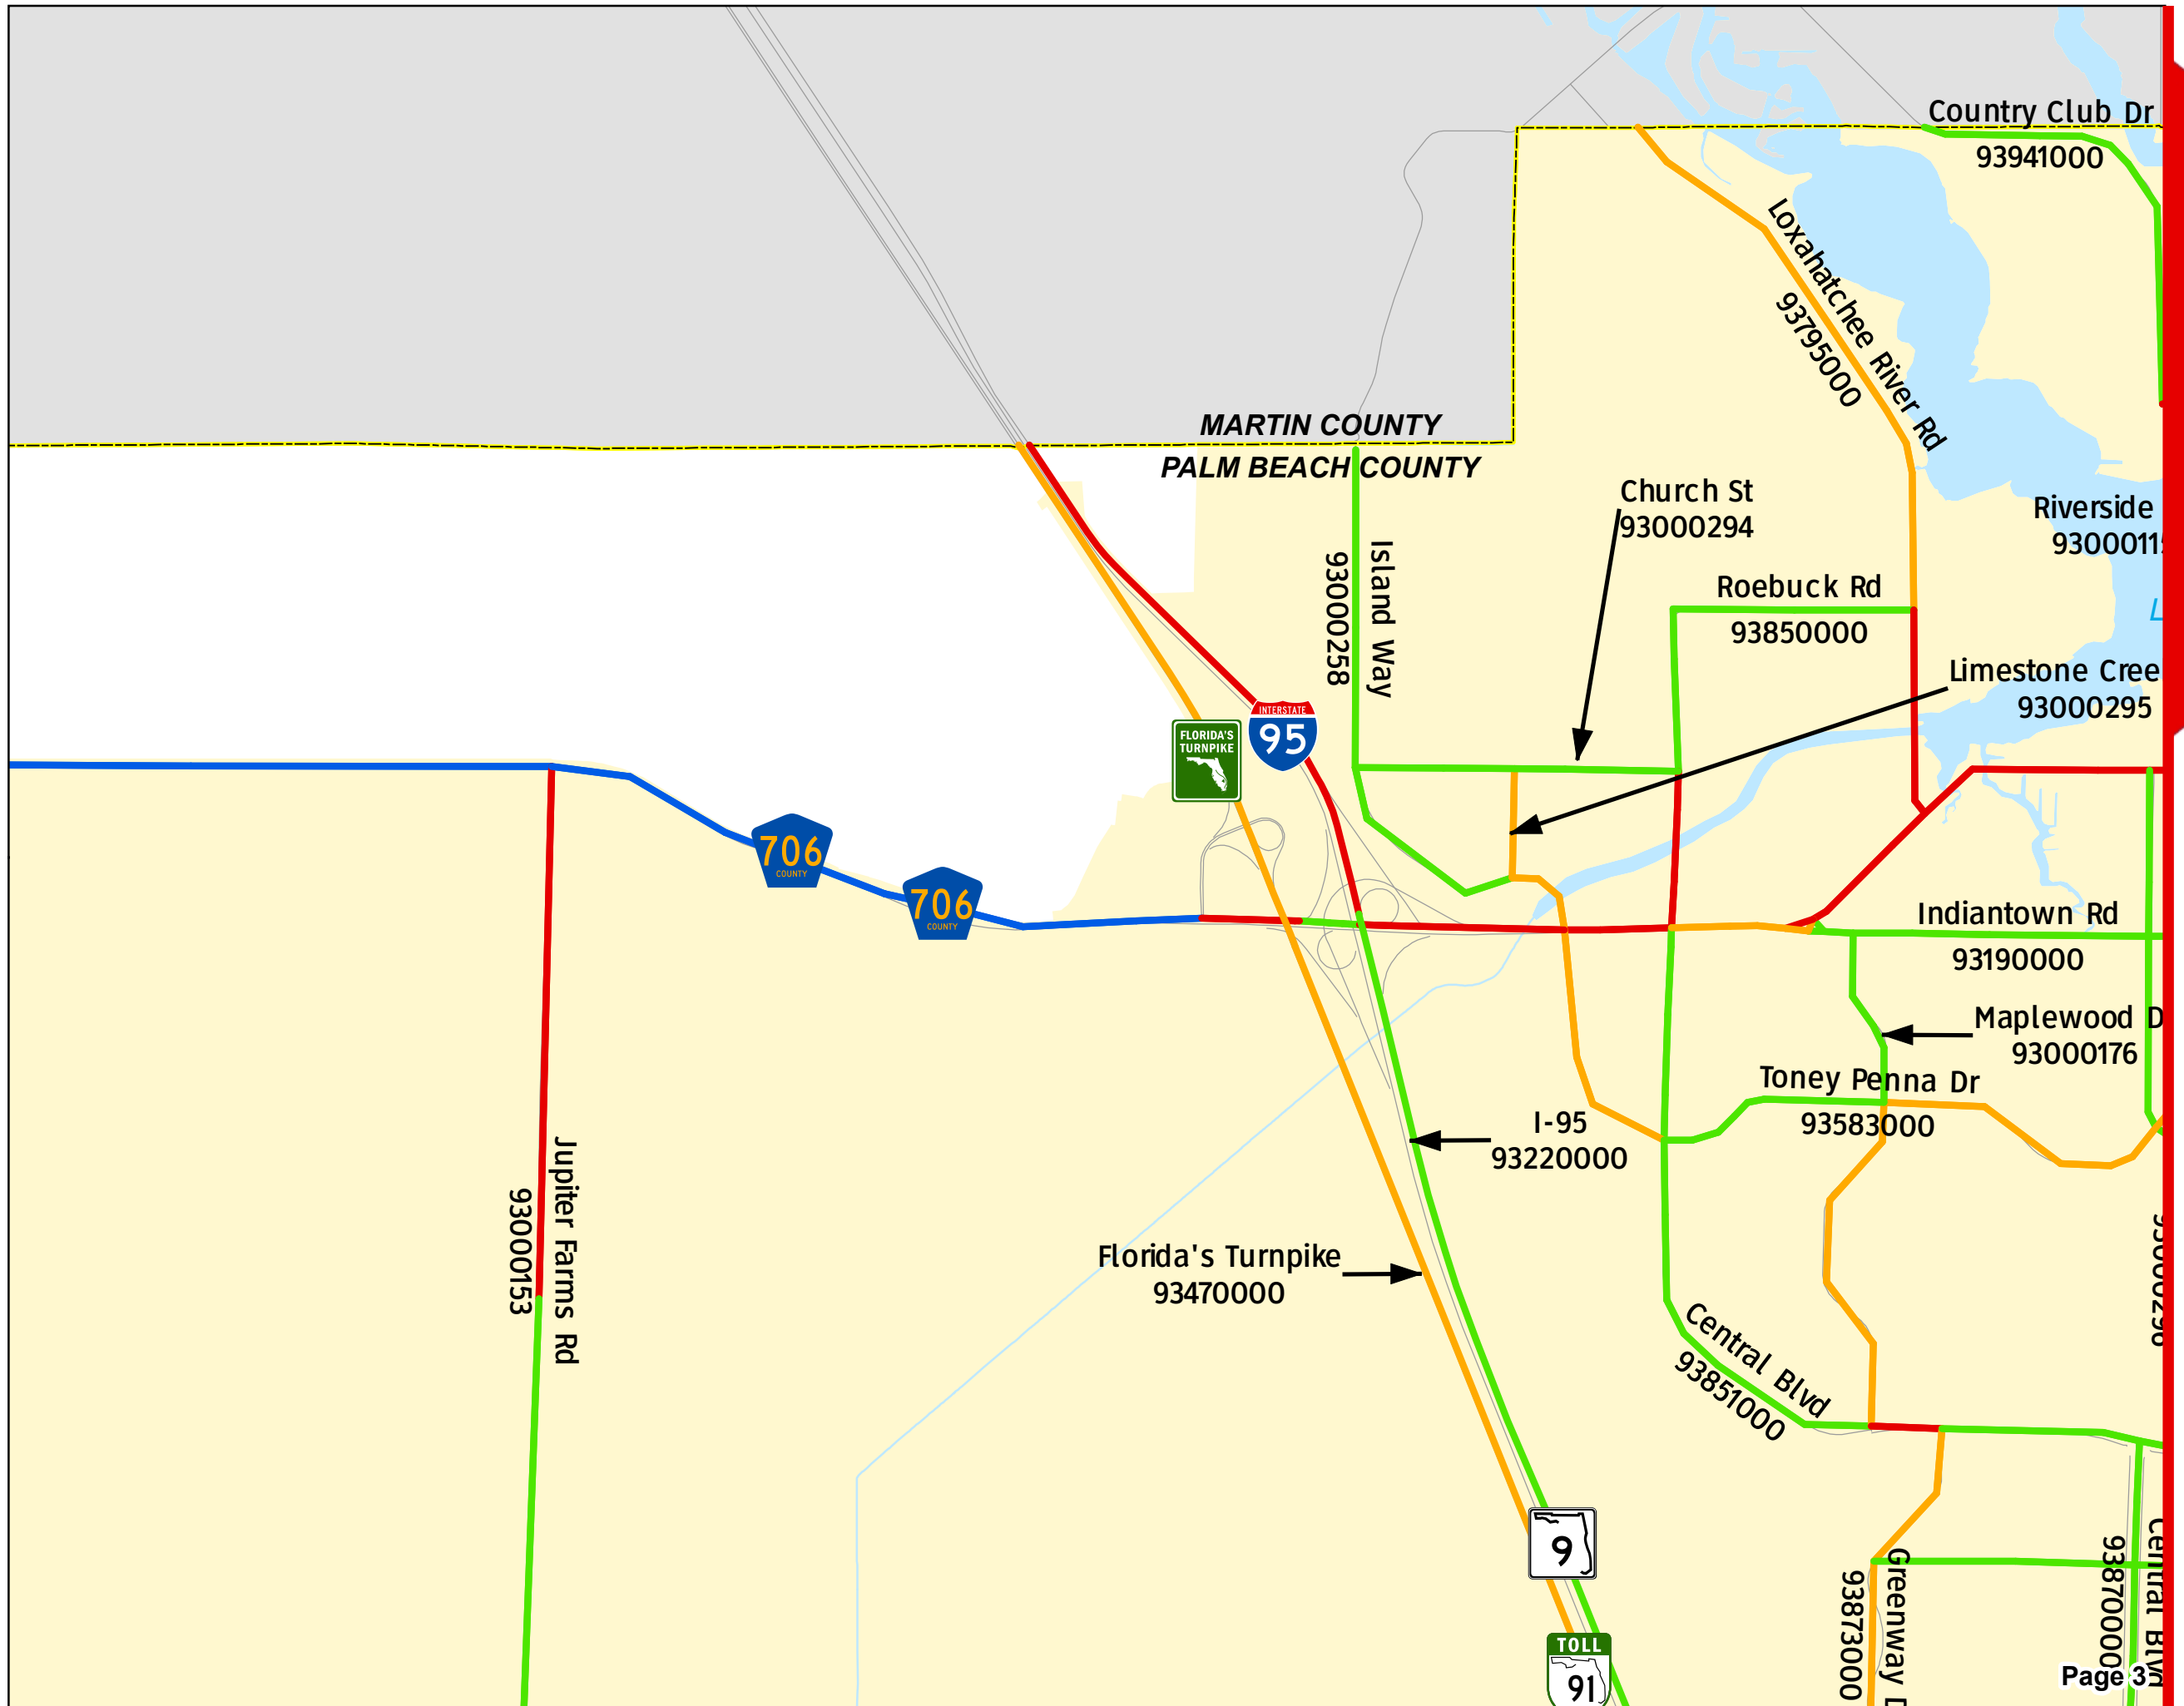 Country Club Dr
93941000
Loxahatchee River Rd
93795000
MARTIN COUNTY
PALM BEACH COUNTY
Church St
93000294
Riverside
Island Way
93000258
Roebuck Rd
93850000
Limestone Cree
93000295
INTERSTATE
95
FLORIDA'S
TURNPIKE
706
COUNTY
706
COUNTY
Indiantown Rd
93190000
Maplewood D
93000176
Toney Penna Dr
93583000
I-95
93220000
Jupiter Farms Rd
93000153
Florida's Turnpike
93470000
Central Blvd
93851000
9
Greenway D
93873000
Central Blvd
93870000
TOLL
91
Page 3